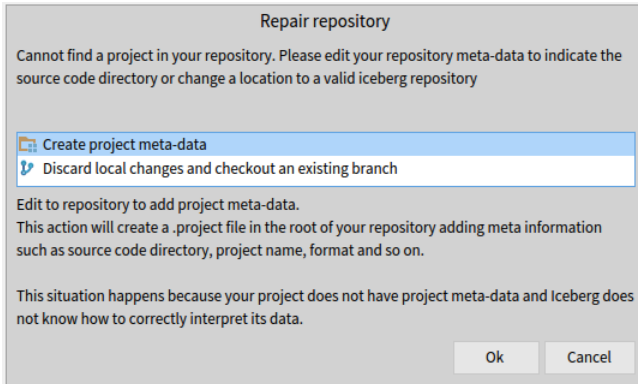 Repair repository
Cannot find a project in your repository. Please edit your repository meta-data to indicate the
source code directory or change a location to a valid iceberg repository
Create project meta-data
Discard local changes and checkout an existing branch
Edit to repository to add project meta-data.
This action will create a .project file in the root of your repository adding meta information
such as source code directory, project name, format and so on.
This situation happens because your project does not have project meta-data and Iceberg does
not know how to correctly interpret its data.
Ok
Cancel